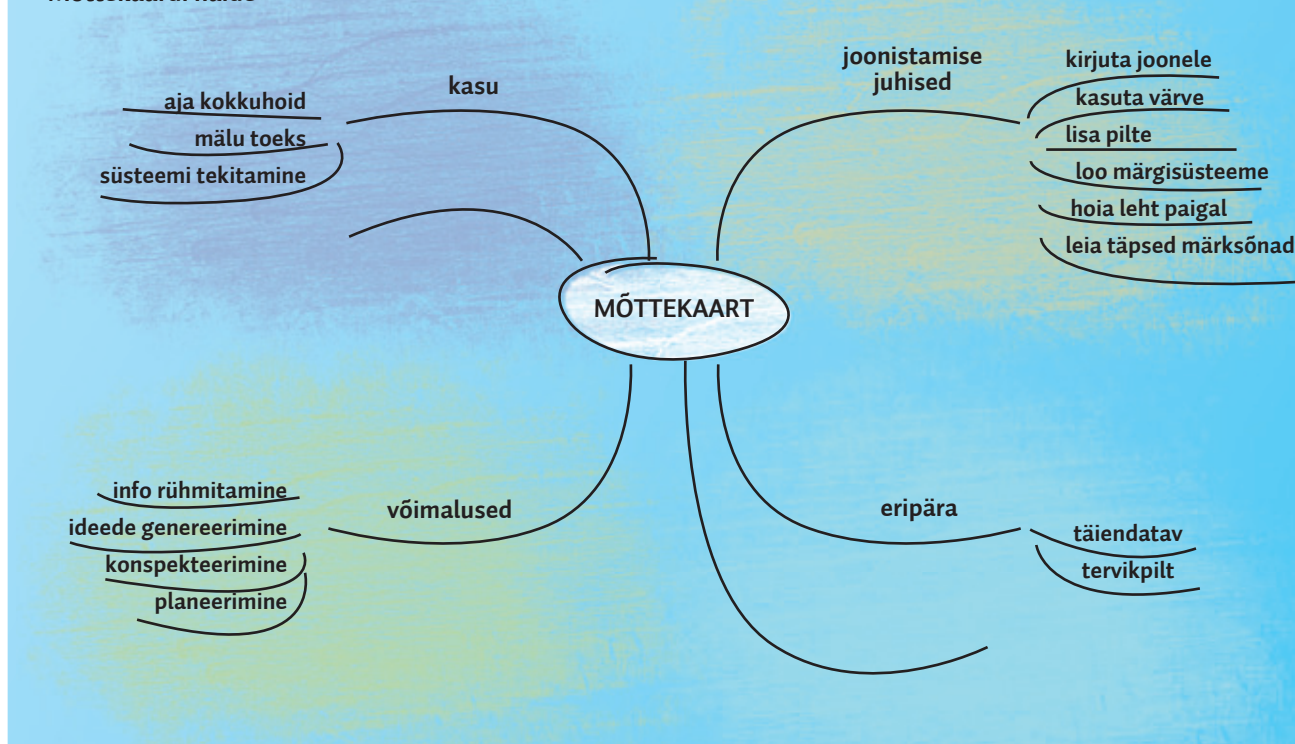 kasu
aja kokkuhoid
mälu toeks
süsteemi tekitamine
joonistamise
juhised
kirjuta joonele
kasuta värve
lisa pilte
loo märgisüsteeme
hoia leht paigal
leia täpsed märksõnad
MÕTTEKAART
võimalused
info rühmitamine
ideede genereerimine
konspekteerimine
planeerimine
eripära
täiendatav
tervikpilt